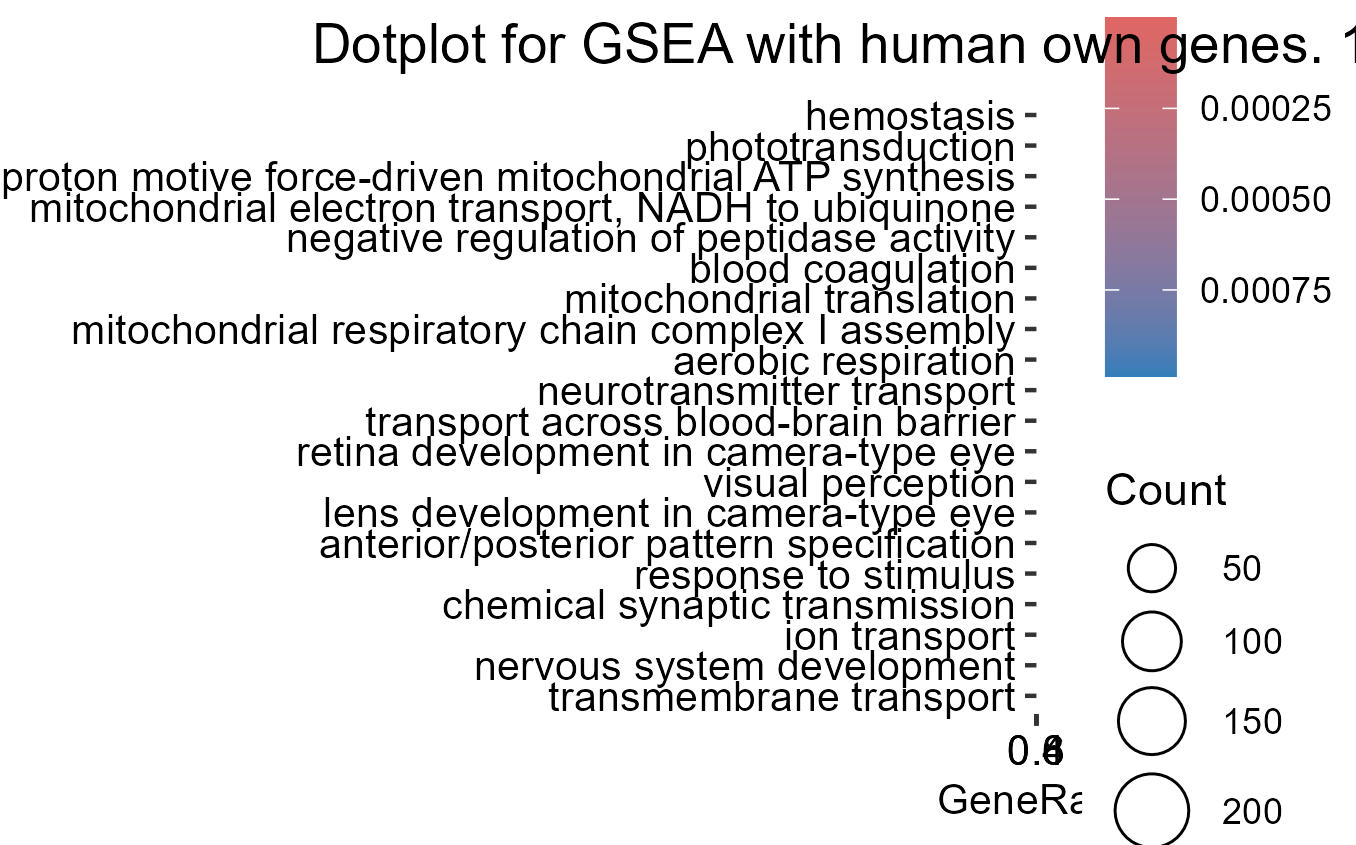 Dotplot for GSEA with human own genes. 1
hemostasis
phototransduction
proton motive force-driven mitochondrial ATP synthesis
mitochondrial electron transport, NADH to ubiquinone
negative regulation of peptidase activity
blood coagulation
mitochondrial translation
mitochondrial respiratory chain complex I assembly
aerobic respiration
neurotransmitter transport
transport across blood-brain barrier
retina development in camera-type eye
visual perception
lens development in camera-type eye
anterior/posterior pattern specification
response to stimulus
chemical synaptic transmission
ion transport
nervous system development
transmembrane transport
GeneRa
0.00025
0.00050
0.00075
Count
50
100
150
200